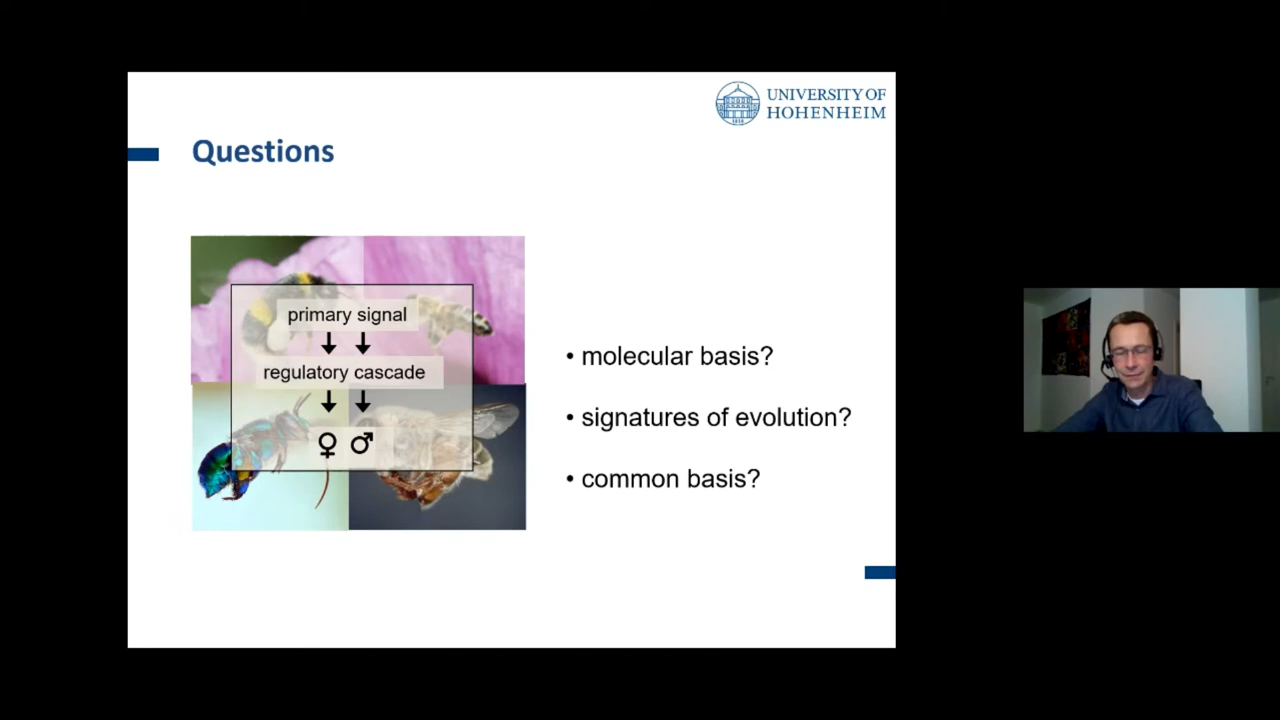 UNIVERSITY OF
HOHENHEIM
Questions
primary signal
regulatory cascade
• molecular basis?
• signatures of evolution?
• common basis?